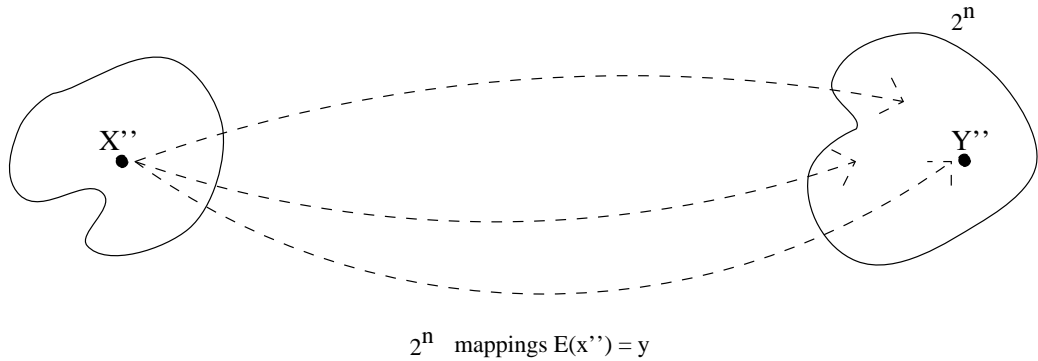 2^n
X’’
Y’’
2^n mappings E(x’’) = y